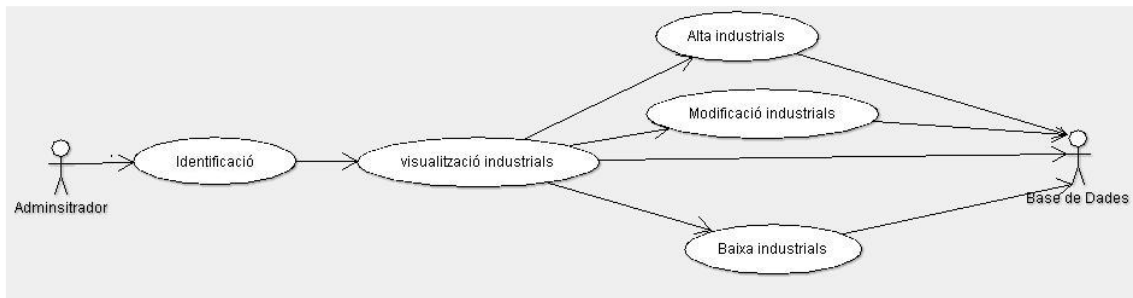 Alta industrials
Modificació industrials
Identificació
visualització industrials
Adminsitrador
Base de Dades
Baixa industrials